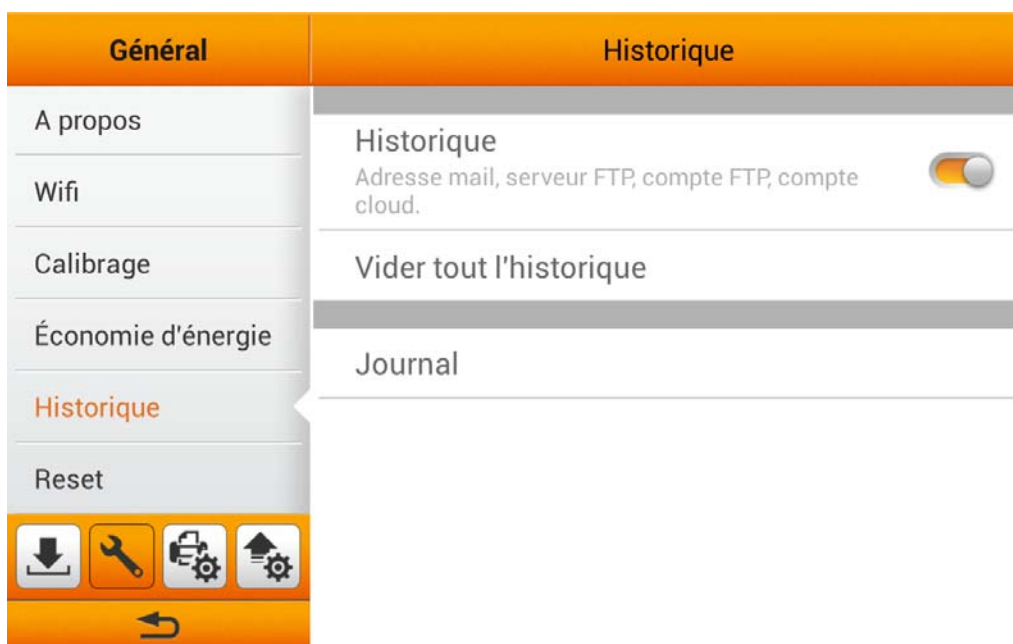 Général
Historique
A propos
Wifi
Calibrage
Économie d'énergie
Historique
Reset
Historique
Adresse mail, serveur FTP, compte FTP, compte
cloud.
Vider tout l'historique
Journal